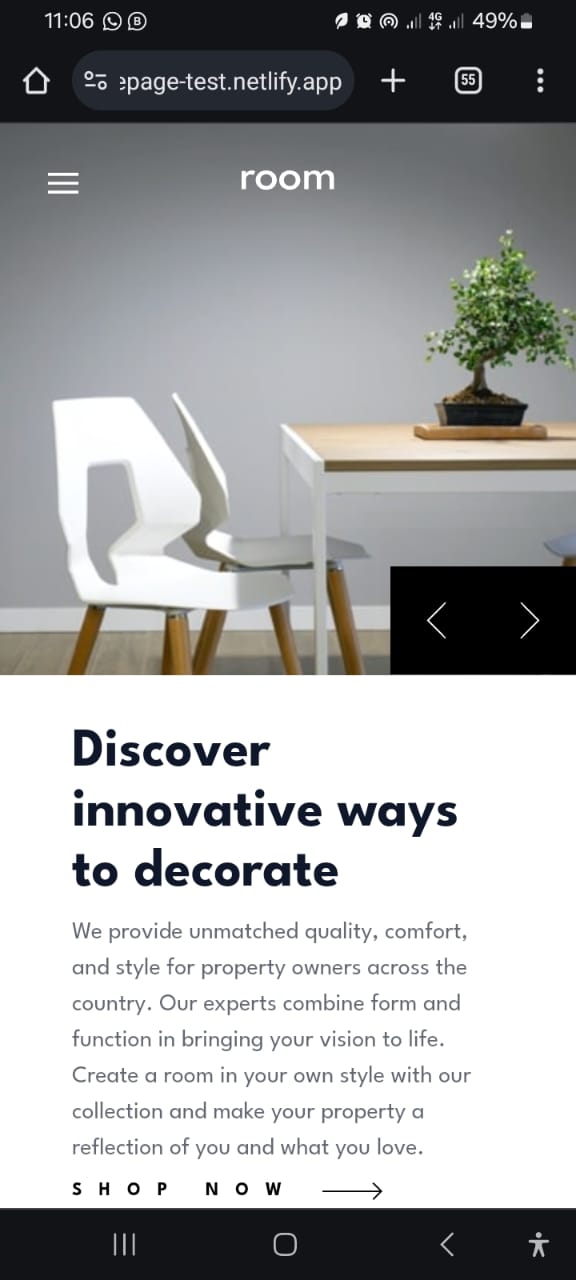 11:06
4G
49%
epage-test.netlify.app
55
room
Discover
innovative ways
to decorate
We provide unmatched quality, comfort,
and style for property owners across the
country. Our experts combine form and
function in bringing your vision to life.
Create a room in your own style with our
collection and make your property a
reflection of you and what you love.
SHOP NOW